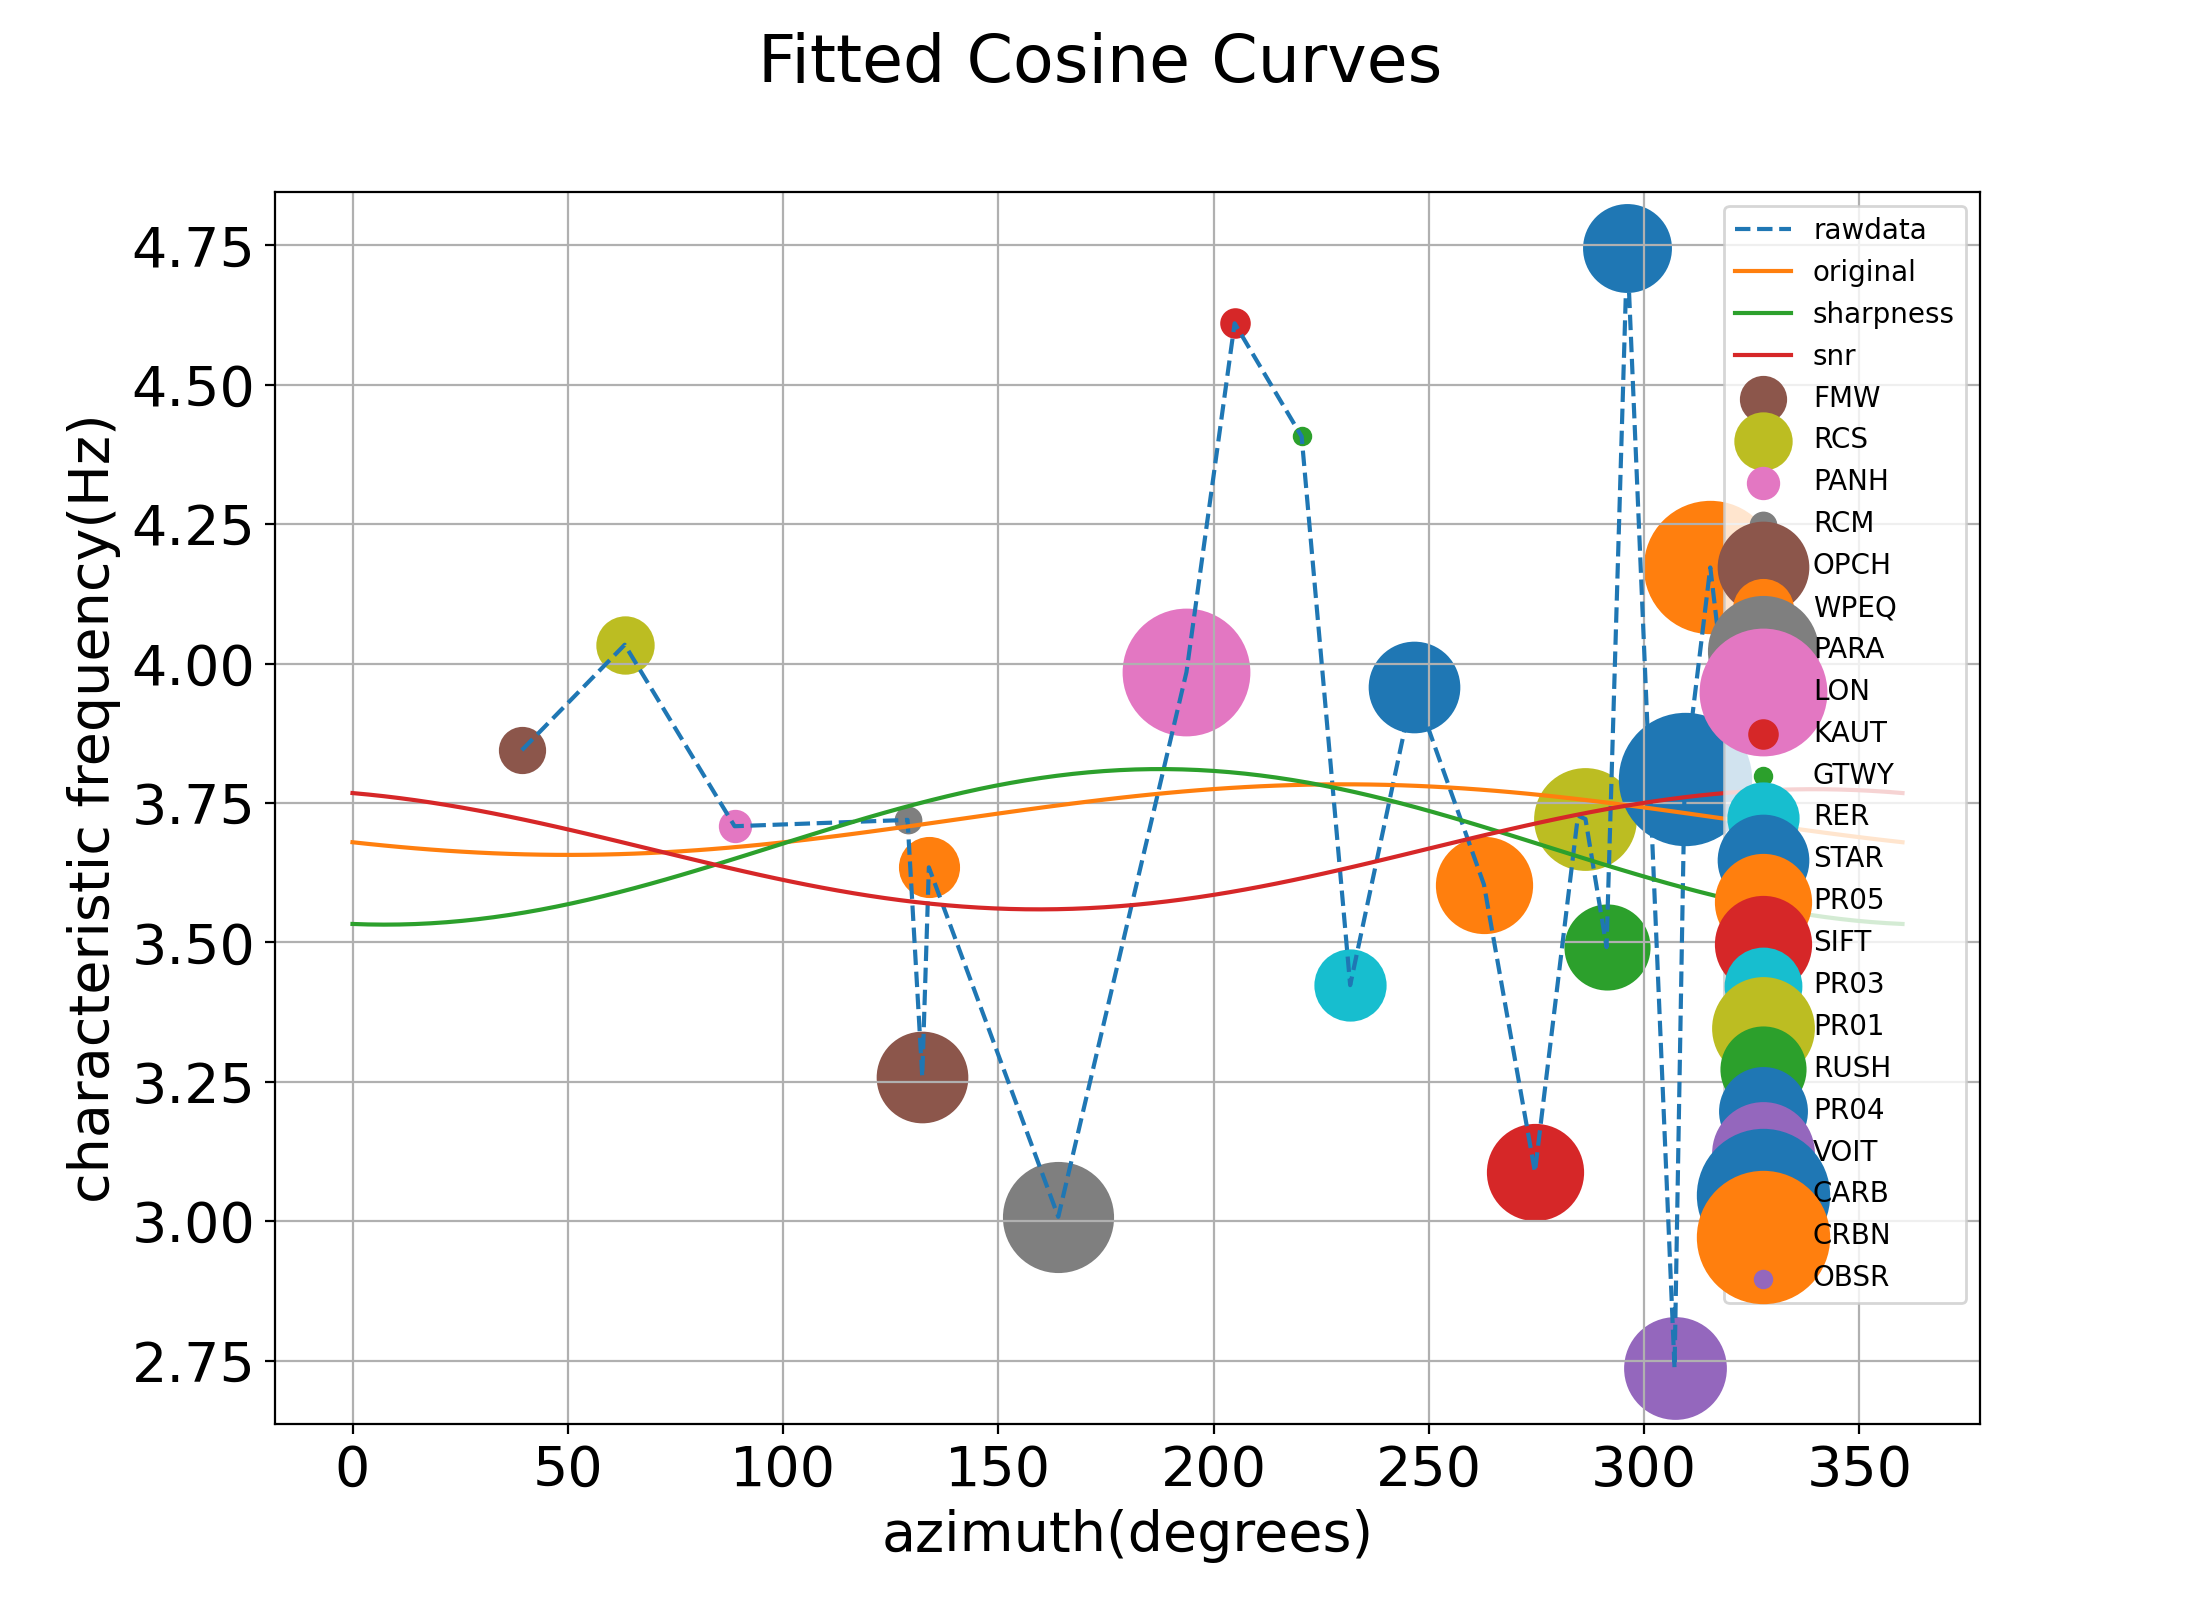 Fitted Cosine Curves
characteristic frequency(Hz)
4.75
4.50
4.25
4.00
3.75
3.50
3.25
3.00
2.75
0 50 100 150 200 250 300 350
azimuth(degrees)
rawdata
original
sharpness
snr
FMW
RCS
PANH
RCM
OPCH
WPEQ
PARA
LON
KAUT
GTWY
RER
STAR
PR05
SIFT
PR03
PR01
RUSH
PR04
VOIT
CARB
CRBN
OBSR